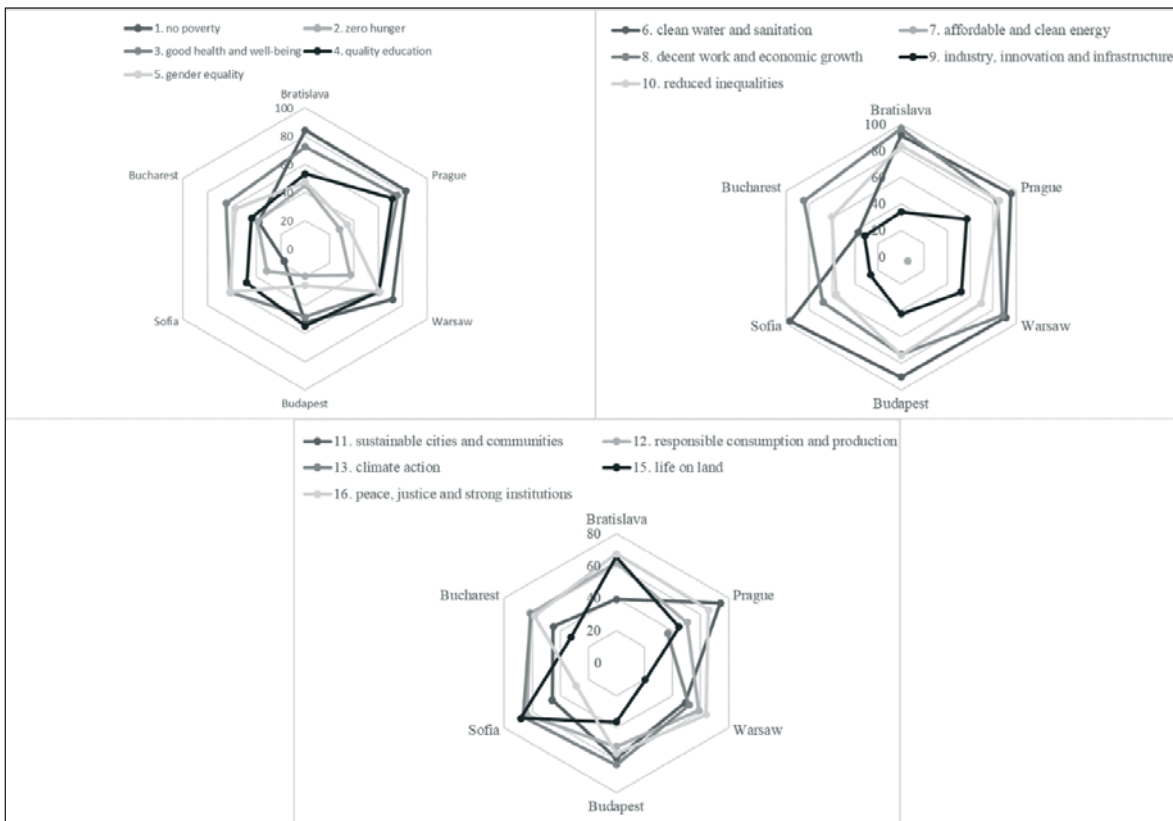 1. no poverty 2. zero hunger
3. good health and well-being 4. quality education
5. gender equality
Bratislava
100
80
60
40
20
0
Prague
Warsaw
Budapest
Sofia
Bucharest
6. clean water and sanitation 7. affordable and clean energy
8. decent work and economic growth 9. industry, innovation and infrastructure
10. reduced inequalities
Bratislava
100
80
60
40
20
0
Prague
Warsaw
Budapest
Sofia
Bucharest
11. sustainable cities and communities 12. responsible consumption and production
13. climate action 15. life on land
16. peace, justice and strong institutions
Bratislava
80
60
40
20
0
Prague
Warsaw
Budapest
Sofia
Bucharest